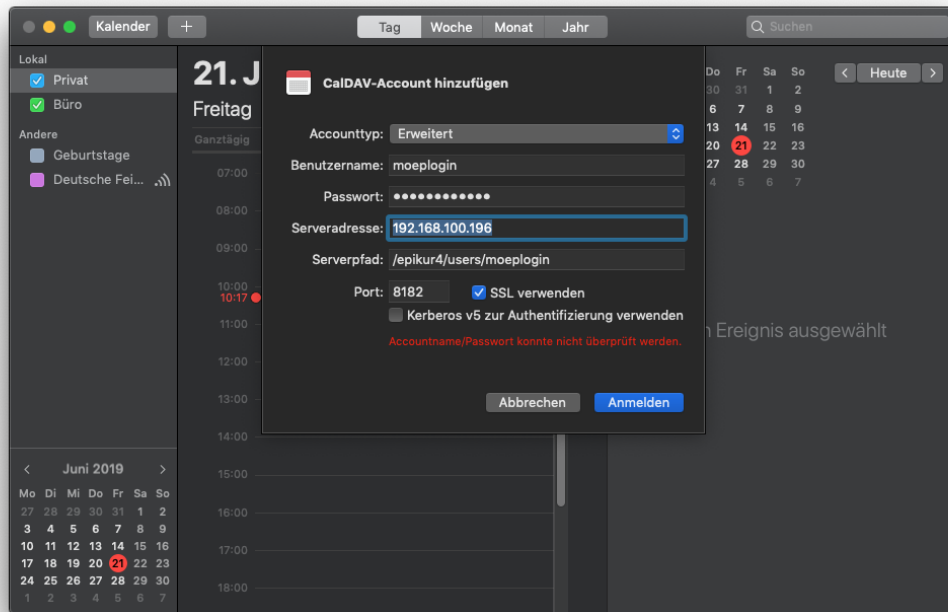 Kalender
+
Tag Woche Monat Jahr
Suchen
Lokal
Privat
Büro
Andere
Geburtstage
Deutsche Fei...
21. J
Freitag
Ganztägig
07:00
08:00
09:00
10:00
10:17
11:00
12:00
13:00
14:00
15:00
16:00
17:00
18:00
CalDAV-Account hinzufügen
Accounttyp: Erweitert
Benutzername: moeplogin
Passwort: ••••••••••••
Serveradresse: 192.168.100.196
Serverpfad: /epikur4/users/moeplogin
Port: 8182 SSL verwenden
Kerberos v5 zur Authentifizierung verwenden
Accountname/Passwort konnte nicht überprüft werden.
Abbrechen Anmelden
< Heute >
Do Fr Sa So
30 31 1 2
6 7 8 9
13 14 15 16
20 21 22 23
27 28 29 30
4 5 6 7
n Ereignis ausgewählt
< Juni 2019 >
Mo Di Mi Do Fr Sa So
27 28 29 30 31 1 2
3 4 5 6 7 8 9
10 11 12 13 14 15 16
17 18 19 20 21 22 23
24 25 26 27 28 29 30
1 2 3 4 5 6 7